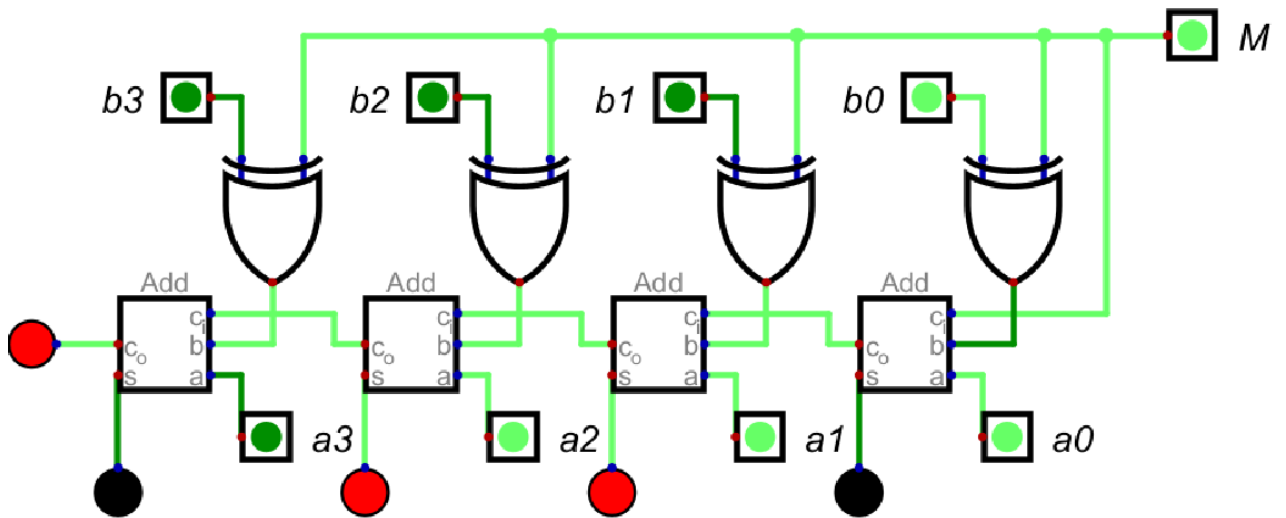 M
b3 b2 b1 b0
Add Add Add Add
ci ci ci ci
co b co b co b co b
s a s a s a s a
a3 a2 a1 a0